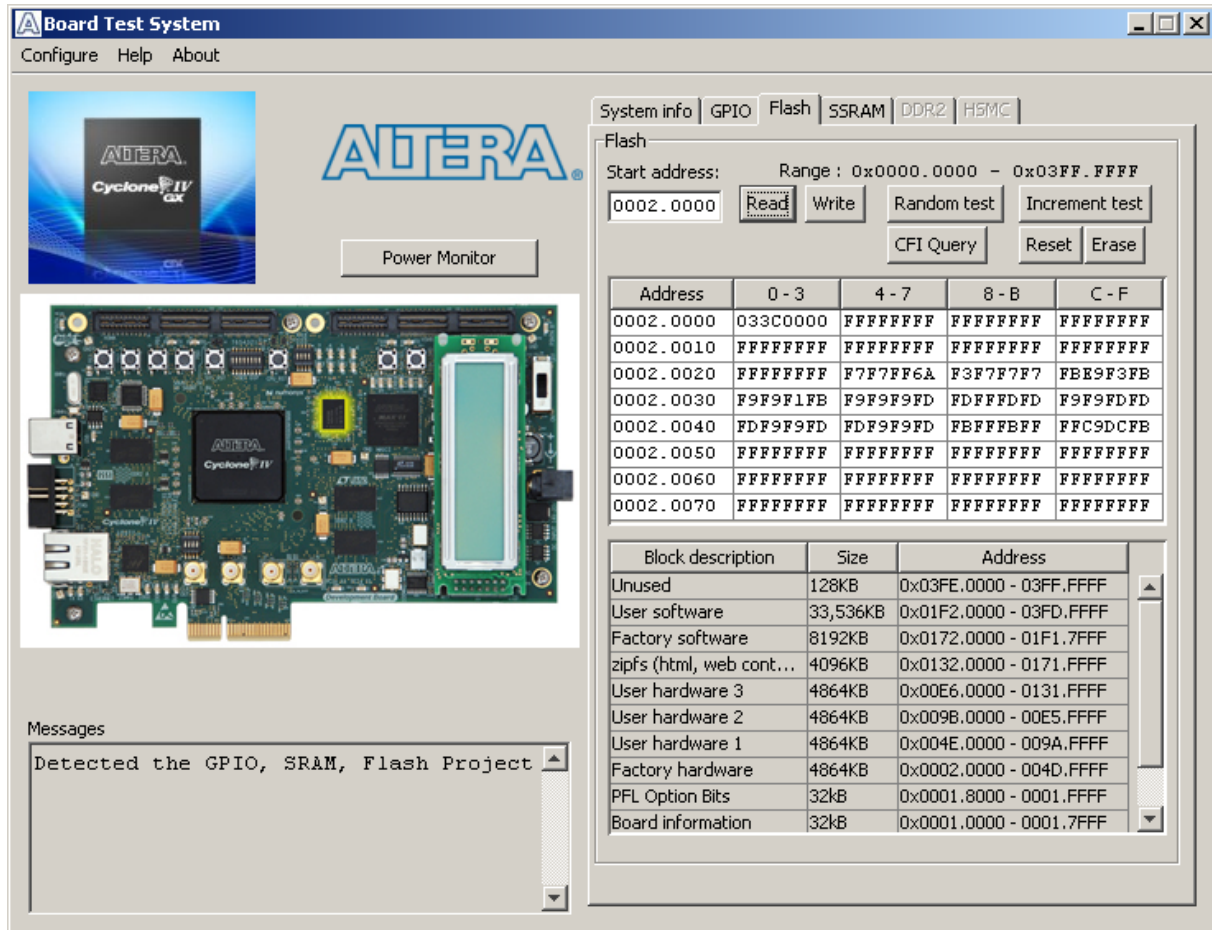 Board Test System
Configure Help About
ALTERA
Cyclone IV
GX
ALTERA®
Power Monitor
ALTERA
Cyclone IV
Cyclone IV
ALTERA
Development Board
Messages
Detected the GPIO, SRAM, Flash Project
System info GPIO Flash SSRAM DDR2 HSMC
Flash
Start address: Range : 0x0000.0000 - 0x03FF.FFFF
0002.0000 Read Write Random test Increment test
CFI Query Reset Erase
Address 0 - 3 4 - 7 8 - B C - F
0002.0000 033C0000 FFFFFFFF FFFFFFFF FFFFFFFF
0002.0010 FFFFFFFF FFFFFFFF FFFFFFFF FFFFFFFF
0002.0020 FFFFFFFF F7F7FF6A F3F7F7F7 FBE9F3FB
0002.0030 F9F9F1FB F9F9F9FD FDFFFDFD F9F9FDFD
0002.0040 FDF9F9FD FDF9F9FD FBFFFBFF FFC9DCFB
0002.0050 FFFFFFFF FFFFFFFF FFFFFFFF FFFFFFFF
0002.0060 FFFFFFFF FFFFFFFF FFFFFFFF FFFFFFFF
0002.0070 FFFFFFFF FFFFFFFF FFFFFFFF FFFFFFFF
Block description Size Address
Unused 128KB 0x03FE.0000 - 03FF.FFFF
User software 33,536KB 0x01F2.0000 - 03FD.FFFF
Factory software 8192KB 0x0172.0000 - 01F1.7FFF
zipfs (html, web cont... 4096KB 0x0132.0000 - 0171.FFFF
User hardware 3 4864KB 0x00E6.0000 - 0131.FFFF
User hardware 2 4864KB 0x009B.0000 - 00E5.FFFF
User hardware 1 4864KB 0x004E.0000 - 009A.FFFF
Factory hardware 4864KB 0x0002.0000 - 004D.FFFF
PFL Option Bits 32kB 0x0001.8000 - 0001.FFFF
Board information 32kB 0x0001.0000 - 0001.7FFF